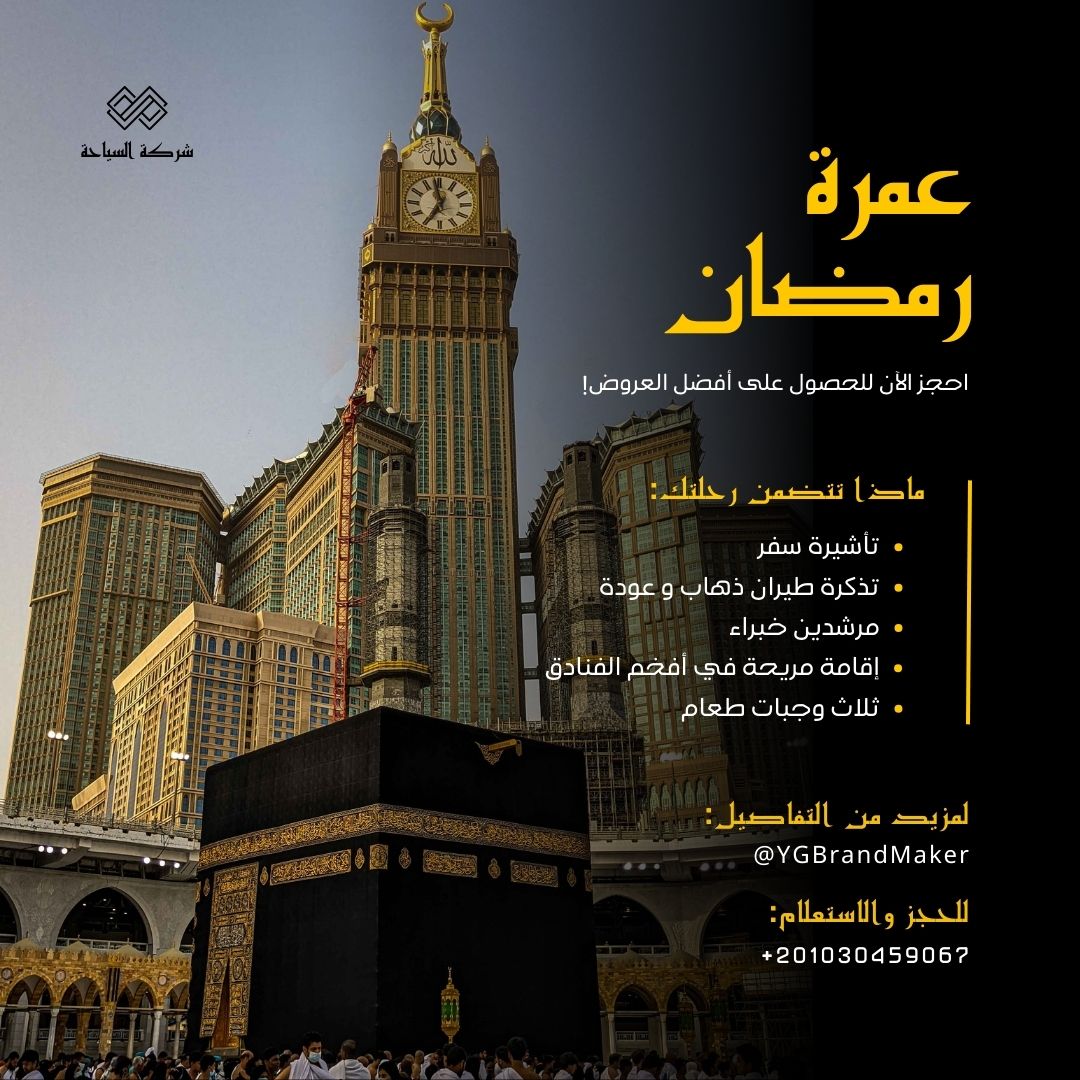 شركة السياحة
الله
عمرة
رمضان
احجز الآن للحصول على أفضل العروض!
ماذا تتضمن رحلتك:
• تأشيرة سفر
• تذكرة طيران ذهاب و عودة
• مرشدين خبراء
• إقامة مريحة في أفخم الفنادق
• ثلاث وجبات طعام
لمزيد من التفاصيل:
@YGBrandMaker
للحجز والاستعلام:
+201030459067